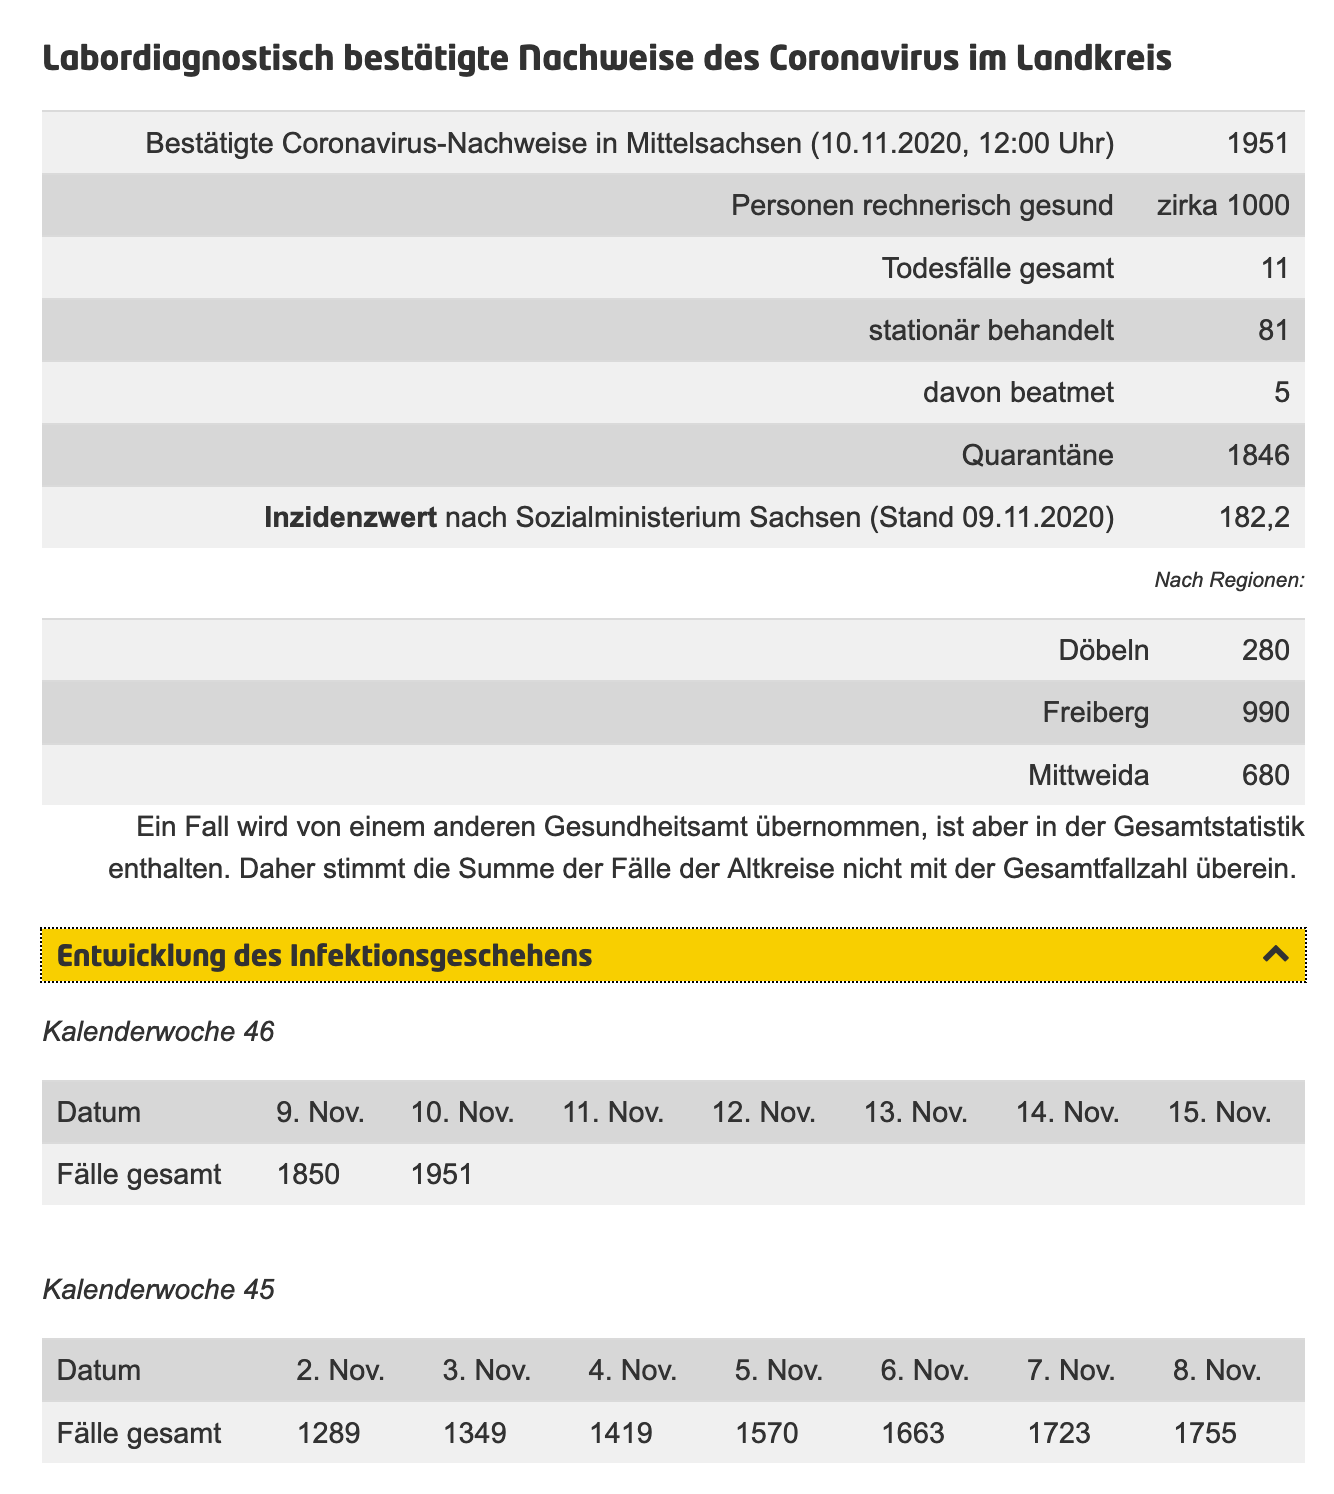 Labordiagnostisch bestätigte Nachweise des Coronavirus im Landkreis
Bestätigte Coronavirus-Nachweise in Mittelsachsen (10.11.2020, 12:00 Uhr) 1951
Personen rechnerisch gesund zirka 1000
Todesfälle gesamt 11
stationär behandelt 81
davon beatmet 5
Quarantäne 1846
Inzidenzwert nach Sozialministerium Sachsen (Stand 09.11.2020) 182,2
Nach Regionen:
Döbeln 280
Freiberg 990
Mittweida 680
Ein Fall wird von einem anderen Gesundheitsamt übernommen, ist aber in der Gesamtstatistik
enthalten. Daher stimmt die Summe der Fälle der Altkreise nicht mit der Gesamtfallzahl überein.
Entwicklung des Infektionsgeschehens
Kalenderwoche 46
Datum 9. Nov. 10. Nov. 11. Nov. 12. Nov. 13. Nov. 14. Nov. 15. Nov.
Fälle gesamt 1850 1951
Kalenderwoche 45
Datum 2. Nov. 3. Nov. 4. Nov. 5. Nov. 6. Nov. 7. Nov. 8. Nov.
Fälle gesamt 1289 1349 1419 1570 1663 1723 1755